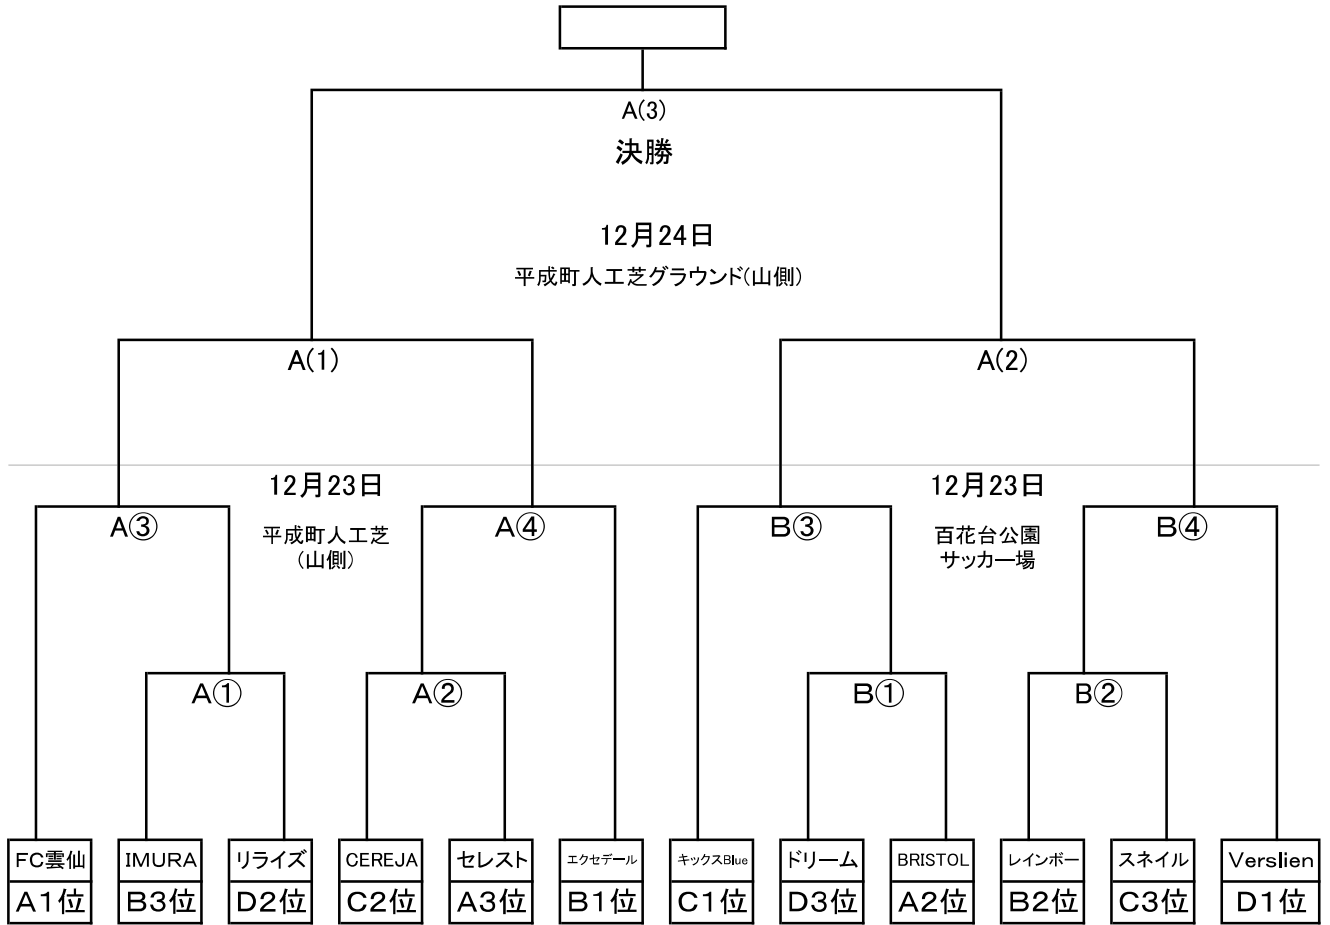 A(3)
決勝
12月24日
平成町人工芝グラウンド(山側)
A(1)
A(2)
12月23日
12月23日
A③
平成町人工芝
(山側)
A④
B③
百花台公園
サッカー場
B④
A①
A②
B①
B②
FC雲仙 IMURA リライズ CEREJA セレスト エクセデール キックスBlue ドリーム BRISTOL レインボー スネイル Verslien
A1位 B3位 D2位 C2位 A3位 B1位 C1位 D3位 A2位 B2位 C3位 D1位